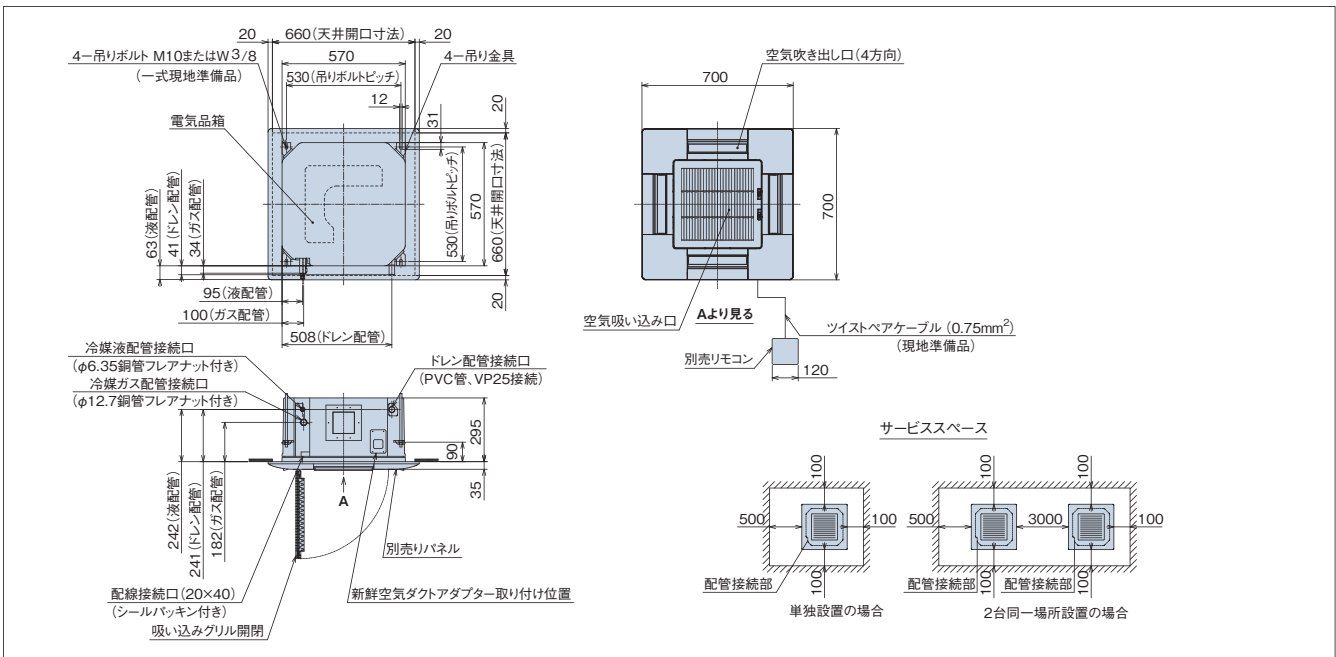 20
660(天井開口寸法)
20
4ー吊りボルト M10またはW3/8
(一式現地準備品)
570
4ー吊り金具
530(吊りボルトピッチ)
12
31
20
電気品箱
530(吊りボルトピッチ)
570
660(天井開口寸法)
20
63(液配管)
41(ドレン配管)
34(ガス配管)
95(液配管)
100(ガス配管)
508(ドレン配管)
空気吹き出し口(4方向)
700
700
空気吸い込み口
Aより見る
ツイストペアケーブル(0.75mm²)
(現地準備品)
別売りリモコン
120
冷媒液配管接続口
(φ6.35銅管フレアナット付き)
冷媒ガス配管接続口
(φ12.7銅管フレアナット付き)
ドレン配管接続口
(PVC管、VP25接続)
295
90
35
A
242(液配管)
241(ドレン配管)
182(ガス配管)
別売りパネル
配線接続口(20×40)
(シールパッキン付き)
新鮮空気ダクトアダプター取り付け位置
吸い込みグリル開閉
サービススペース
100
500
100
配管接続部
100
単独設置の場合
100
100
500
3000
100
配管接続部
100
配管接続部
100
2台同一場所設置の場合